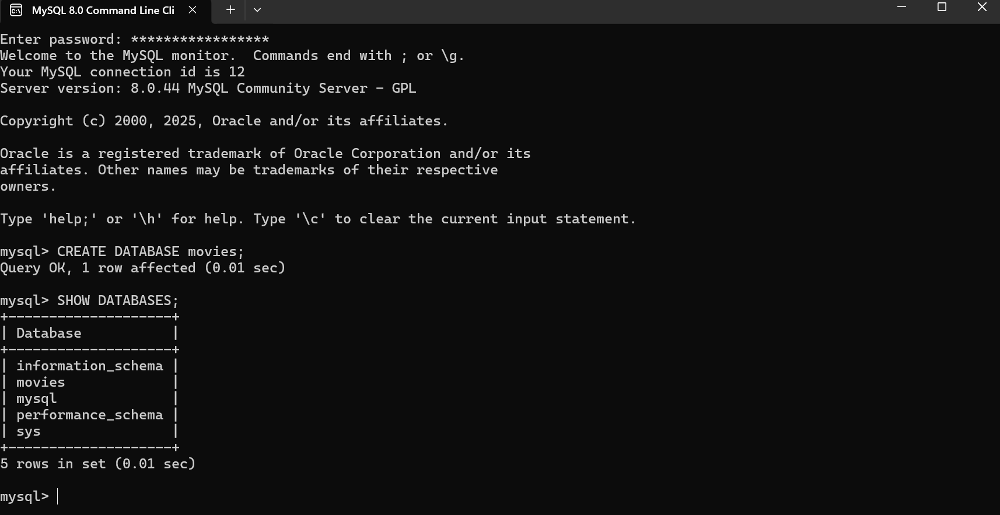 MySQL 8.0 Command Line Cli
Enter password: *****************
Welcome to the MySQL monitor.  Commands end with ; or \g.
Your MySQL connection id is 12
Server version: 8.0.44 MySQL Community Server - GPL
Copyright (c) 2000, 2025, Oracle and/or its affiliates.
Oracle is a registered trademark of Oracle Corporation and/or its
affiliates. Other names may be trademarks of their respective
owners.
Type 'help;' or '\h' for help. Type '\c' to clear the current input statement.
mysql> CREATE DATABASE movies;
Query OK, 1 row affected (0.01 sec)
mysql> SHOW DATABASES;
+--------------------+
| Database           |
+--------------------+
| information_schema |
| movies             |
| mysql              |
| performance_schema |
| sys                |
+--------------------+
5 rows in set (0.01 sec)
mysql>